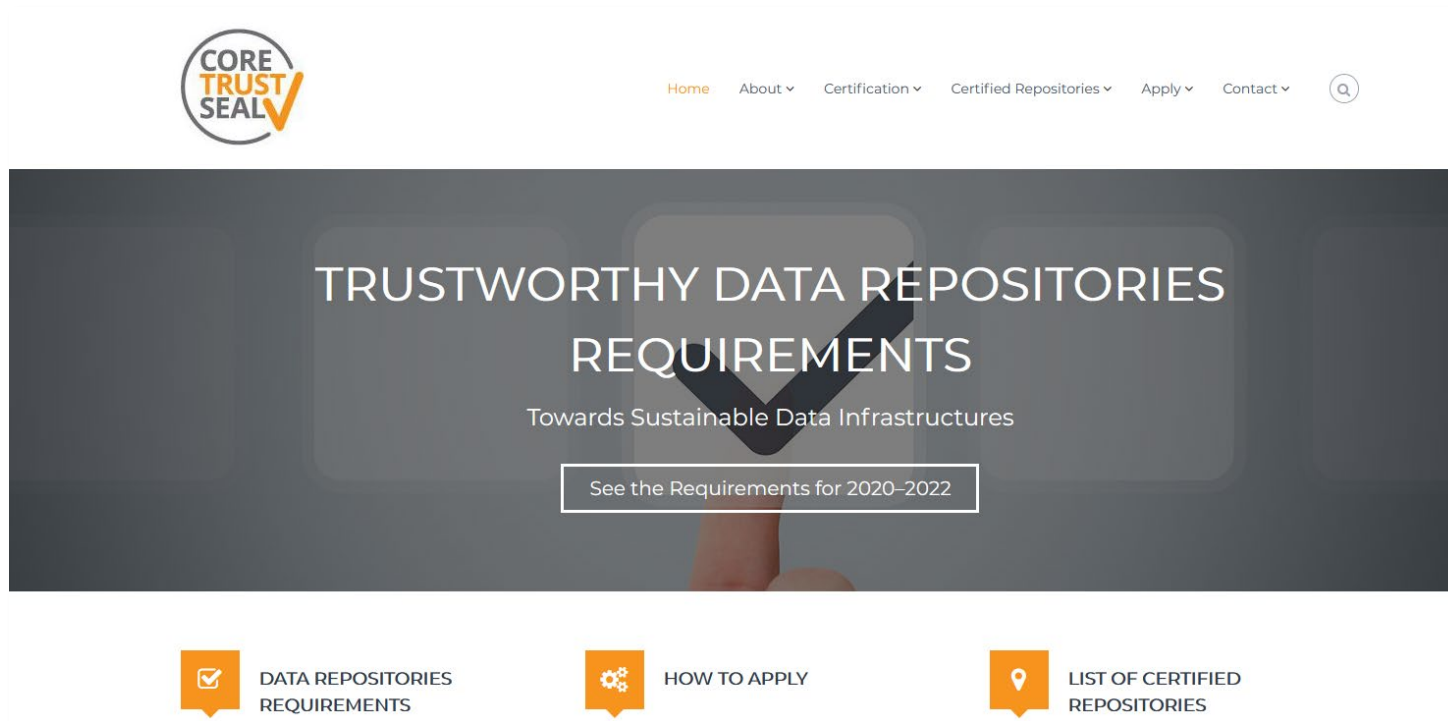 CORE
TRUST
SEAL
Home About Certification Certified Repositories Apply Contact
TRUSTWORTHY DATA REPOSITORIES
REQUIREMENTS
Towards Sustainable Data Infrastructures
See the Requirements for 2020–2022
DATA REPOSITORIES
REQUIREMENTS
HOW TO APPLY
LIST OF CERTIFIED
REPOSITORIES